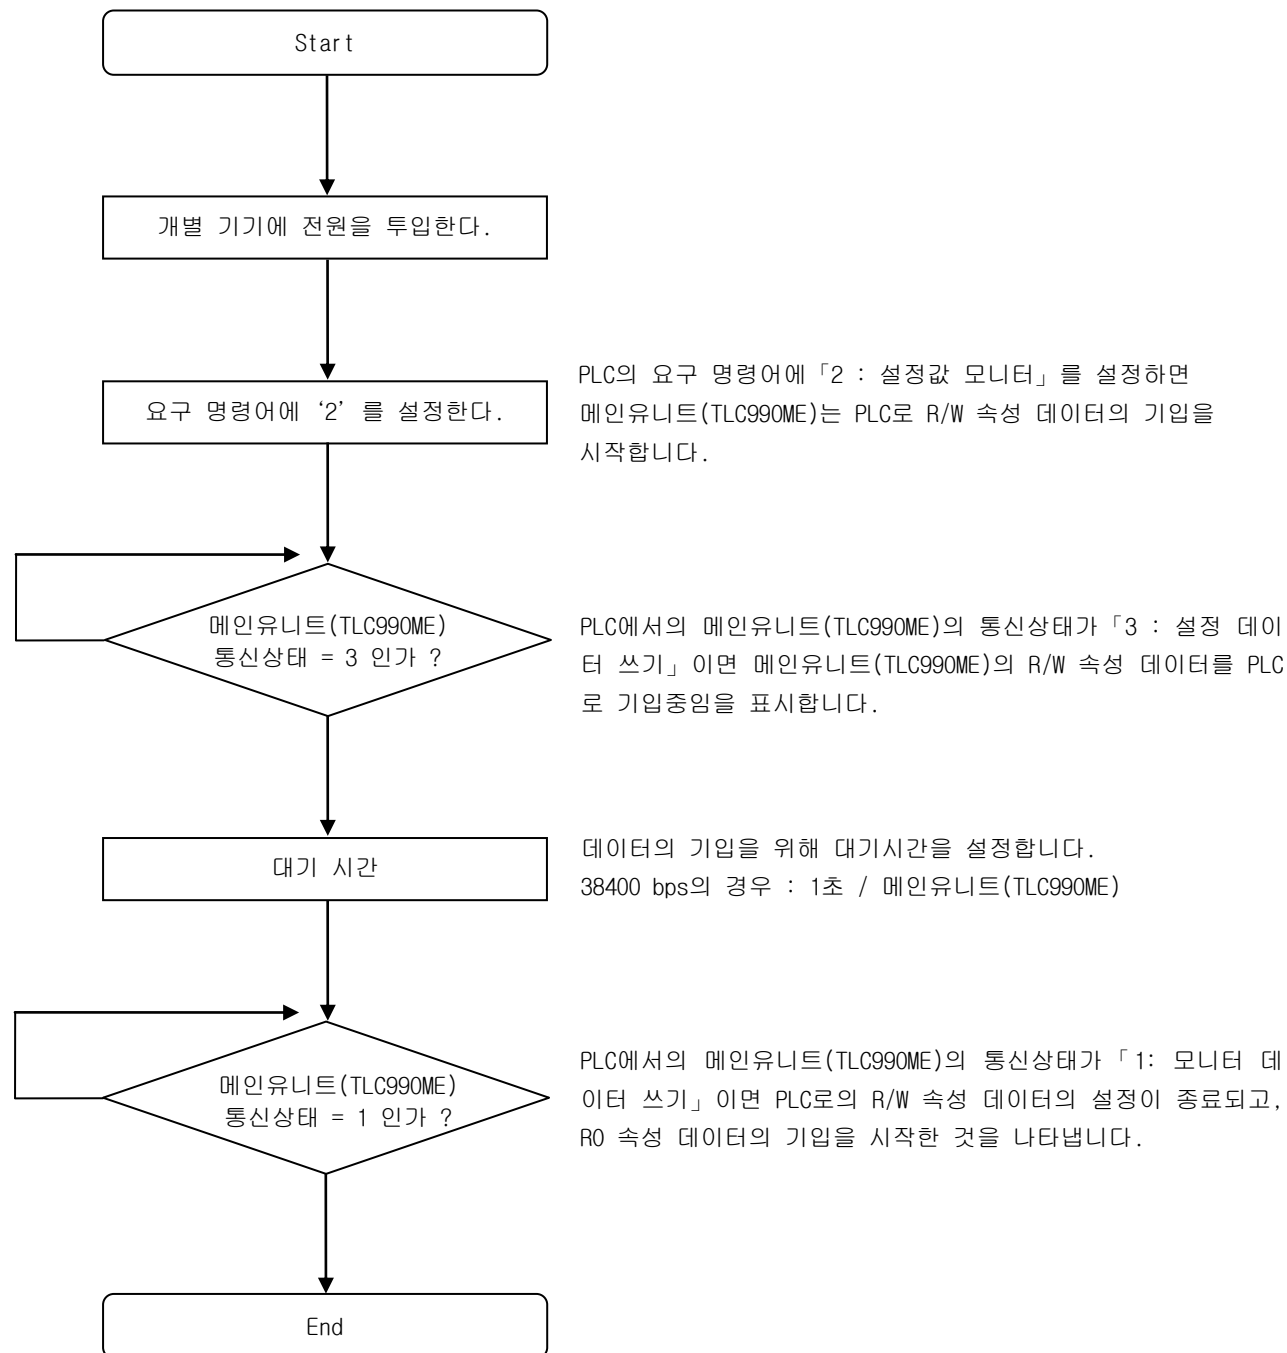 Start
개별 기기에 전원을 투입한다.
요구 명령어에 ‘2’ 를 설정한다.
PLC의 요구 명령어에「2 : 설정값 모니터」를 설정하면
메인유니트(TLC990ME)는 PLC로 R/W 속성 데이터의 기입을
시작합니다.
메인유니트(TLC990ME)
통신상태 = 3 인가 ?
PLC에서의 메인유니트(TLC990ME)의 통신상태가「3 : 설정 데이
터 쓰기」이면 메인유니트(TLC990ME)의 R/W 속성 데이터를 PLC
로 기입중임을 표시합니다.
대기 시간
데이터의 기입을 위해 대기시간을 설정합니다.
38400 bps의 경우 : 1초 / 메인유니트(TLC990ME)
메인유니트(TLC990ME)
통신상태 = 1 인가 ?
PLC에서의 메인유니트(TLC990ME)의 통신상태가「1: 모니터 데
이터 쓰기」이면 PLC로의 R/W 속성 데이터의 설정이 종료되고,
RO 속성 데이터의 기입을 시작한 것을 나타냅니다.
End